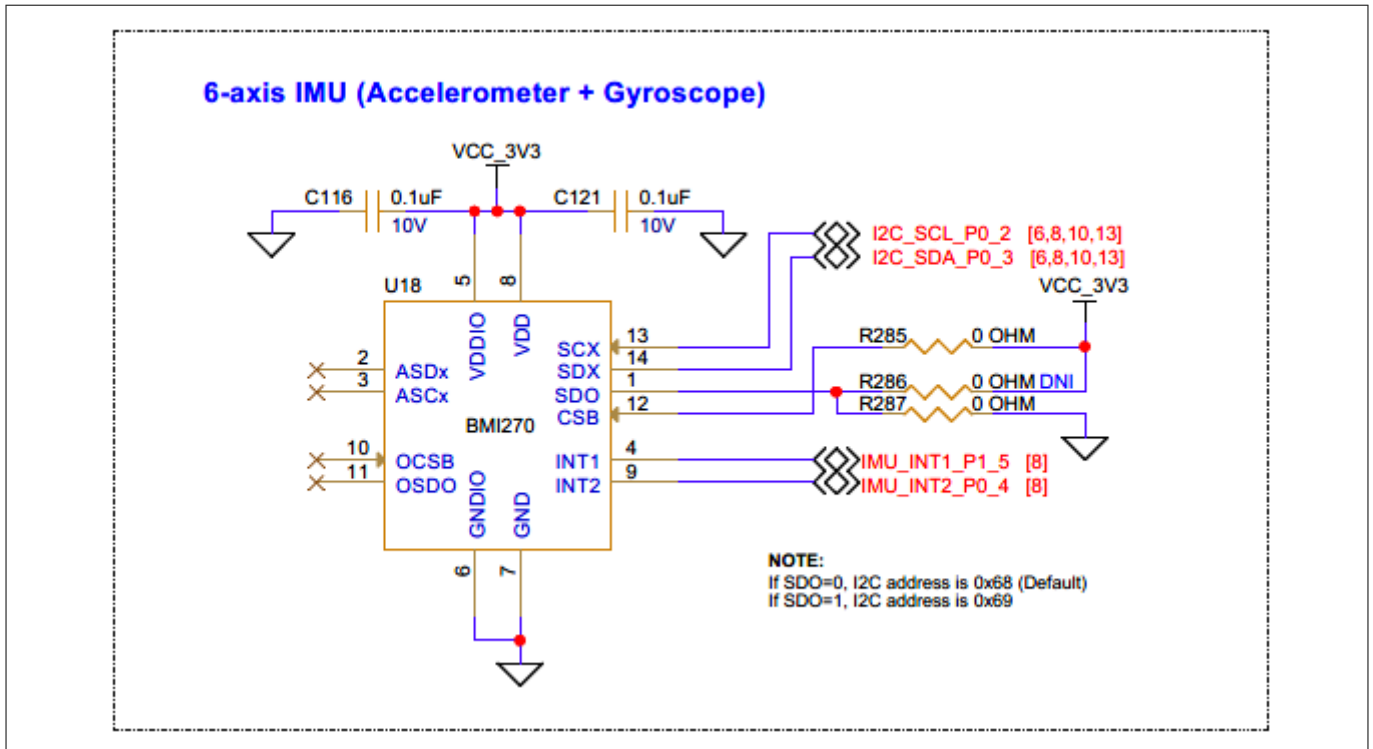 6-axis IMU (Accelerometer + Gyroscope)
VCC_3V3
C116 0.1uF
10V
C121 0.1uF
10V
I2C_SCL_P0_2 [6,8,10,13]
I2C_SDA_P0_3 [6,8,10,13]
VCC_3V3
U18
5
8
VDDIO
VDD
2
ASDx
3
ASCx
10
OCSB
11
OSDO
BMI270
SCX
13
SDX
14
SDO
1
CSB
12
INT1
4
INT2
9
GNDIO
GND
6
7
R285 0 OHM
R286 0 OHM DNI
R287 0 OHM
IMU_INT1_P1_5 [8]
IMU_INT2_P0_4 [8]
NOTE:
If SDO=0, I2C address is 0x68 (Default)
If SDO=1, I2C address is 0x69